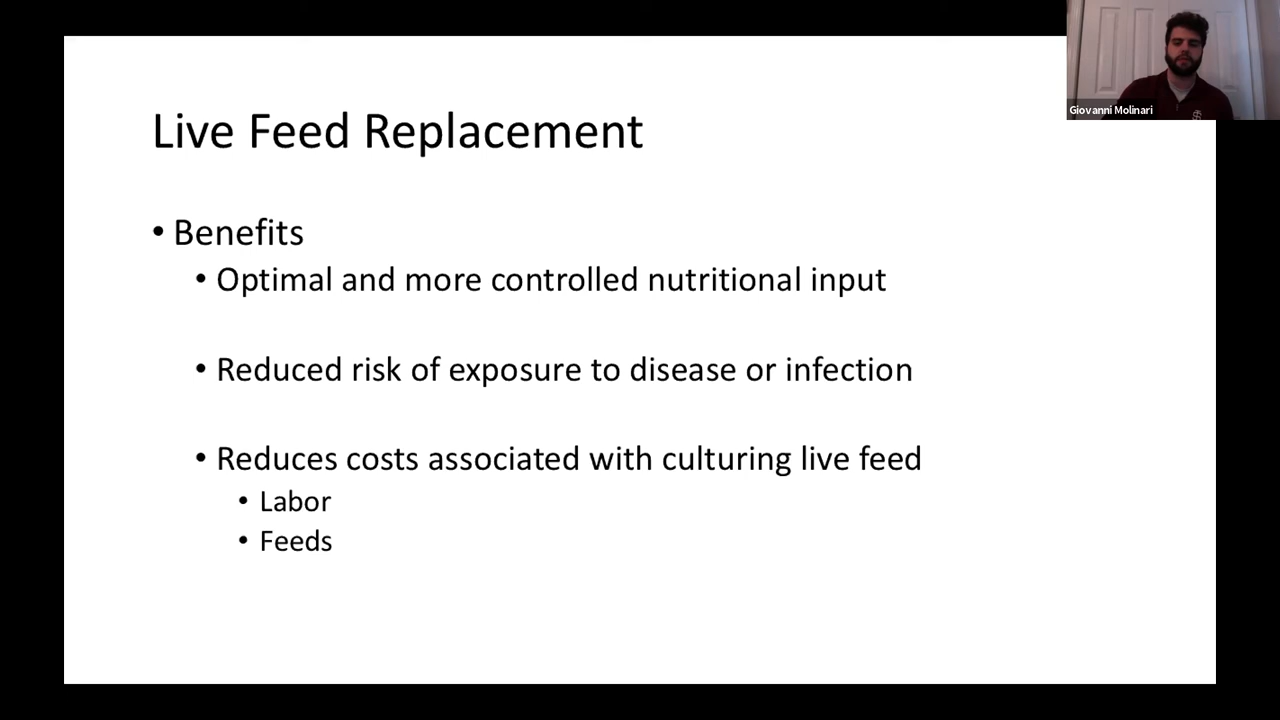 Live Feed Replacement
• Benefits
• Optimal and more controlled nutritional input
• Reduced risk of exposure to disease or infection
• Reduces costs associated with culturing live feed
• Labor
• Feeds
Giovanni Molinari